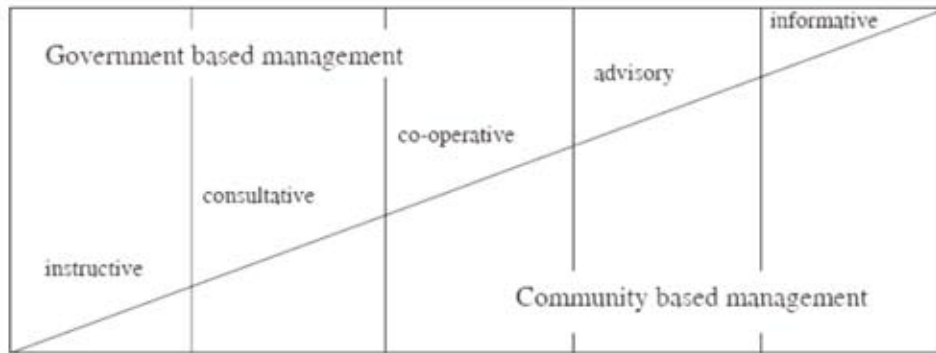 informative
Government based management
advisory
co-operative
consultative
instructive
Community based management